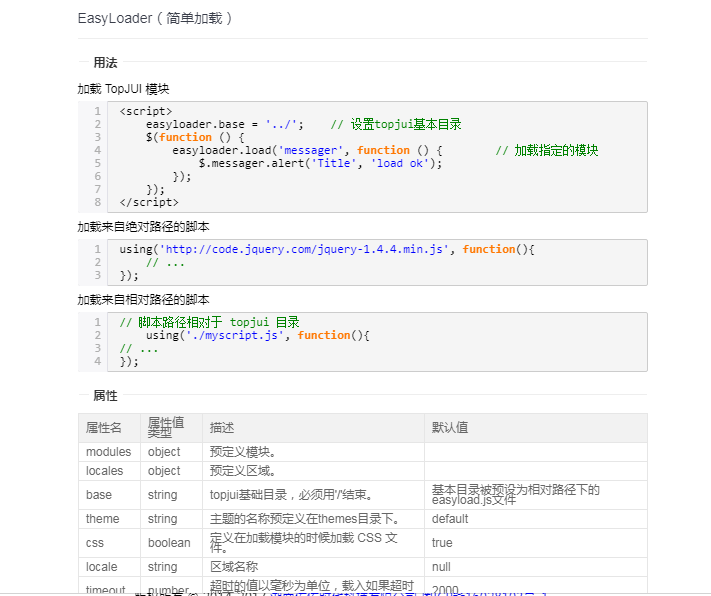 EasyLoader（简单加载）
用法
加载 TopJUI 模块
1 <script>
2 easyloader.base = '../'; // 设置topjui基本目录
3 $(function () {
4 easyloader.load('messager', function () { // 加载指定的模块
5 $.messager.alert('Title', 'load ok');
6 });
7 });
8 </script>
加载来自绝对路径的脚本
1 using('http://code.jquery.com/jquery-1.4.4.min.js', function(){
2 // ...
3 });
加载来自相对路径的脚本
1 // 脚本路径相对于 topjui 目录
2 using('./myscript.js', function(){
3 // ...
4 });
属性
属性名 属性值类型 描述 默认值
modules object 预定义模块。
locales object 预定义区域。
base string topjui基础目录，必须用'/'结束。 基本目录被预设为相对路径下的easyload.js文件
theme string 主题的名称预定义在themes目录下。 default
css boolean 定义在加载模块的时候加载 CSS 文件。 true
locale string 区域名称 null
timeout number 超时的值以毫秒为单位，载入如果超时 2000